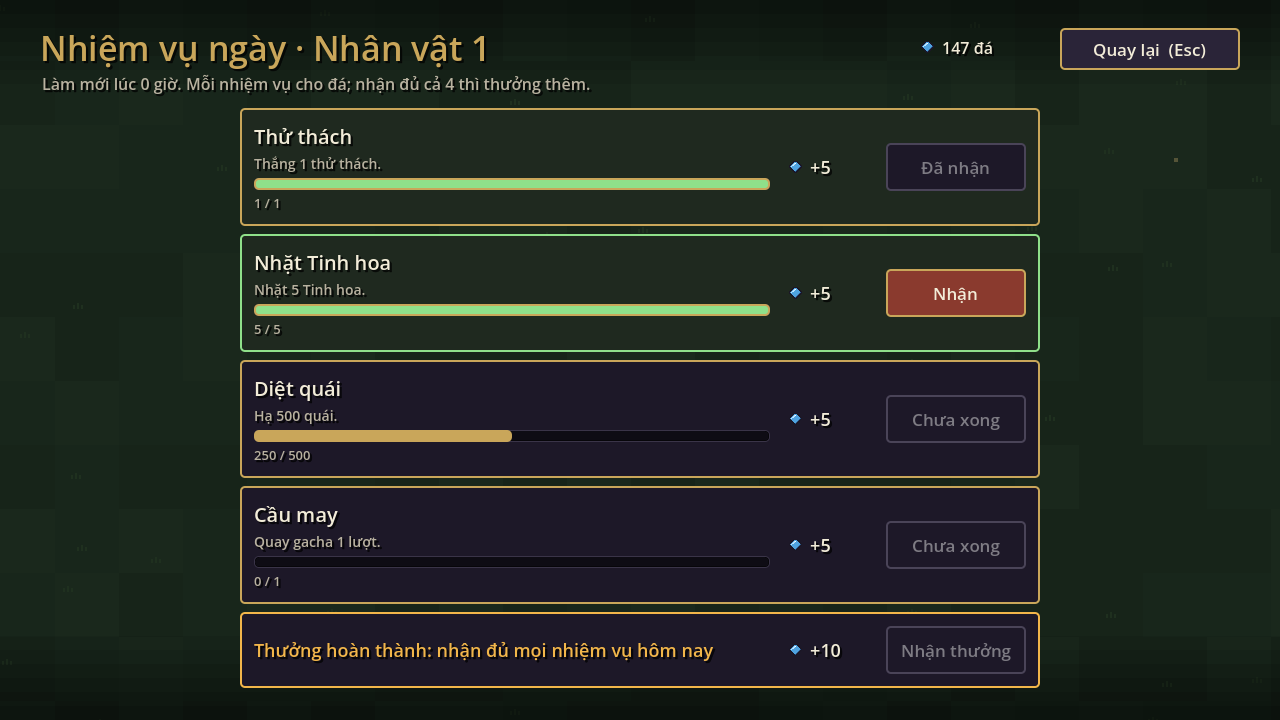 Nhiệm vụ ngày · Nhân vật 1
147 đá
Quay lại (Esc)
Làm mới lúc 0 giờ. Mỗi nhiệm vụ cho đá; nhận đủ cả 4 thì thưởng thêm.
Thử thách
Thắng 1 thử thách.
1 / 1
+5
Đã nhận
Nhặt Tinh hoa
Nhặt 5 Tinh hoa.
5 / 5
+5
Nhận
Diệt quái
Hạ 500 quái.
250 / 500
+5
Chưa xong
Cầu may
Quay gacha 1 lượt.
0 / 1
+5
Chưa xong
Thưởng hoàn thành: nhận đủ mọi nhiệm vụ hôm nay
+10
Nhận thưởng